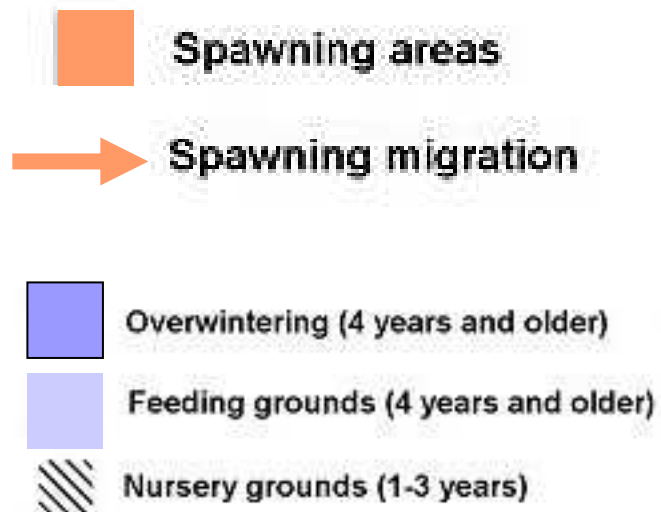 Spawning areas
Spawning migration
Overwintering (4 years and older)
Feeding grounds (4 years and older)
Nursery grounds (1-3 years)